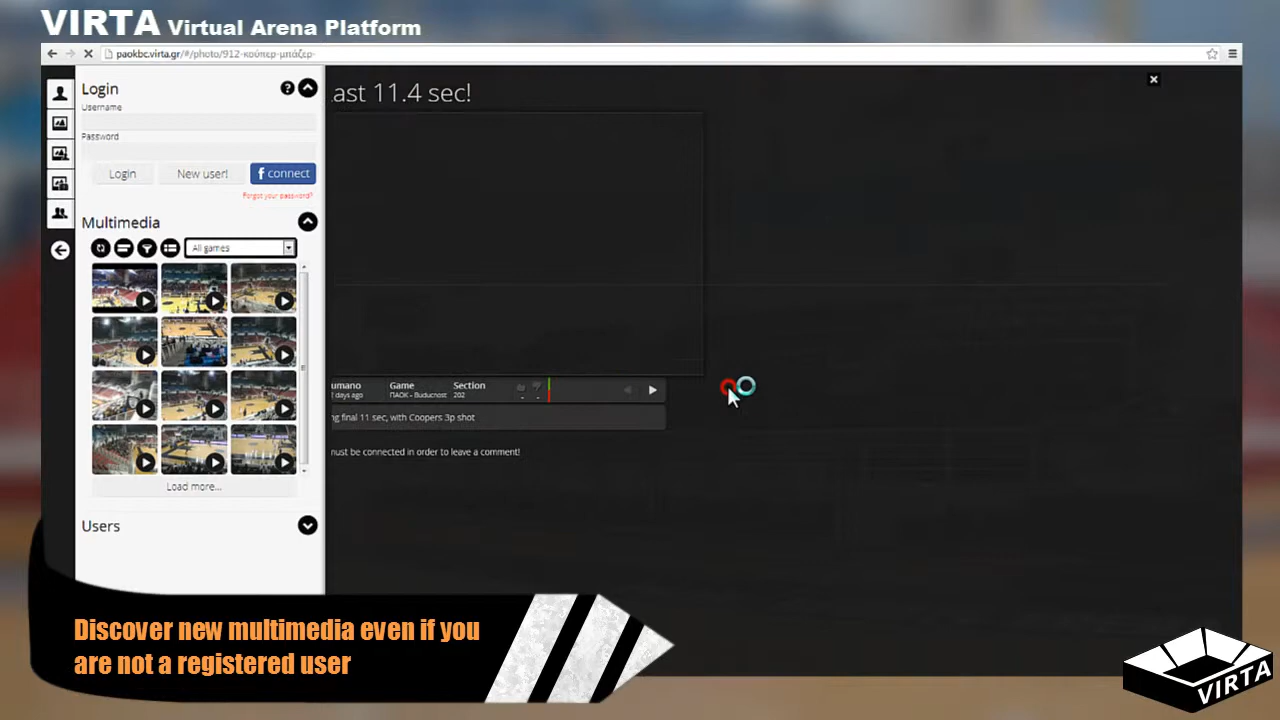 VIRTA Virtual Arena Platform
paokbc.virta.gr/#/photo/912-κούπερ-μπάζερ-
Login
Username
Password
Login
New user!
f connect
Forgot your password?
Multimedia
All games
Load more...
Users
ast 11.4 sec!
umano
days ago
Game
ΠΑΟΚ - Buducnost
Section
202
g final 11 sec, with Coopers 3p shot
must be connected in order to leave a comment!
Discover new multimedia even if you
are not a registered user
VIRTA